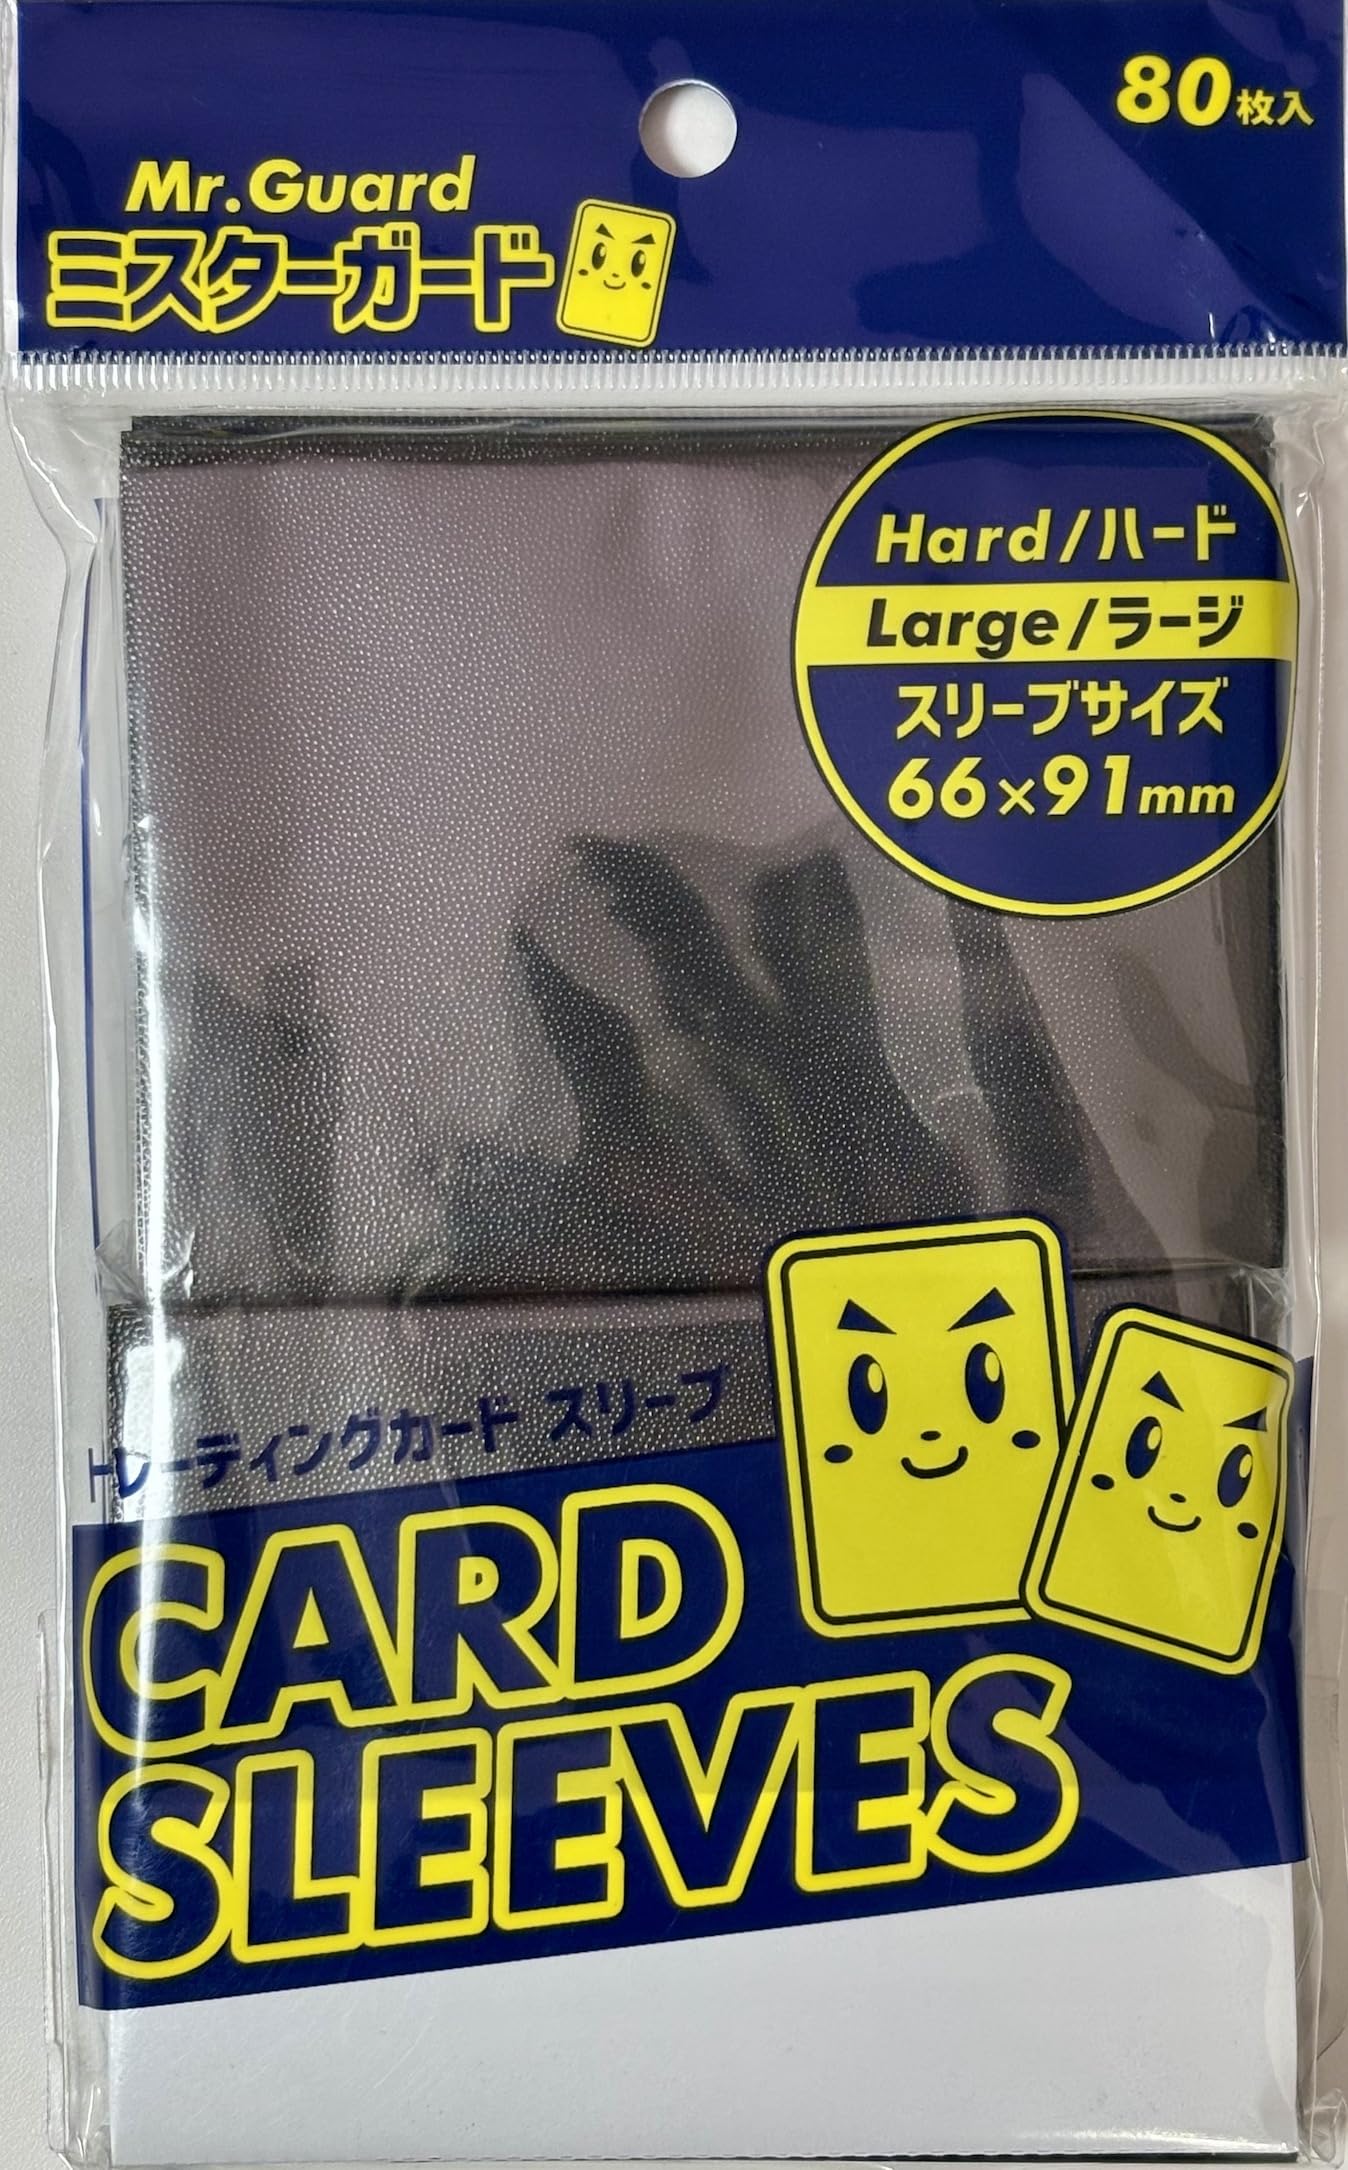 80枚入
Mr.Guard
ミスターガード
Hard/ハード
Large/ラージ
スリーブサイズ
66×91mm
トレーディングカード スリーブ
CARD
SLEEVES